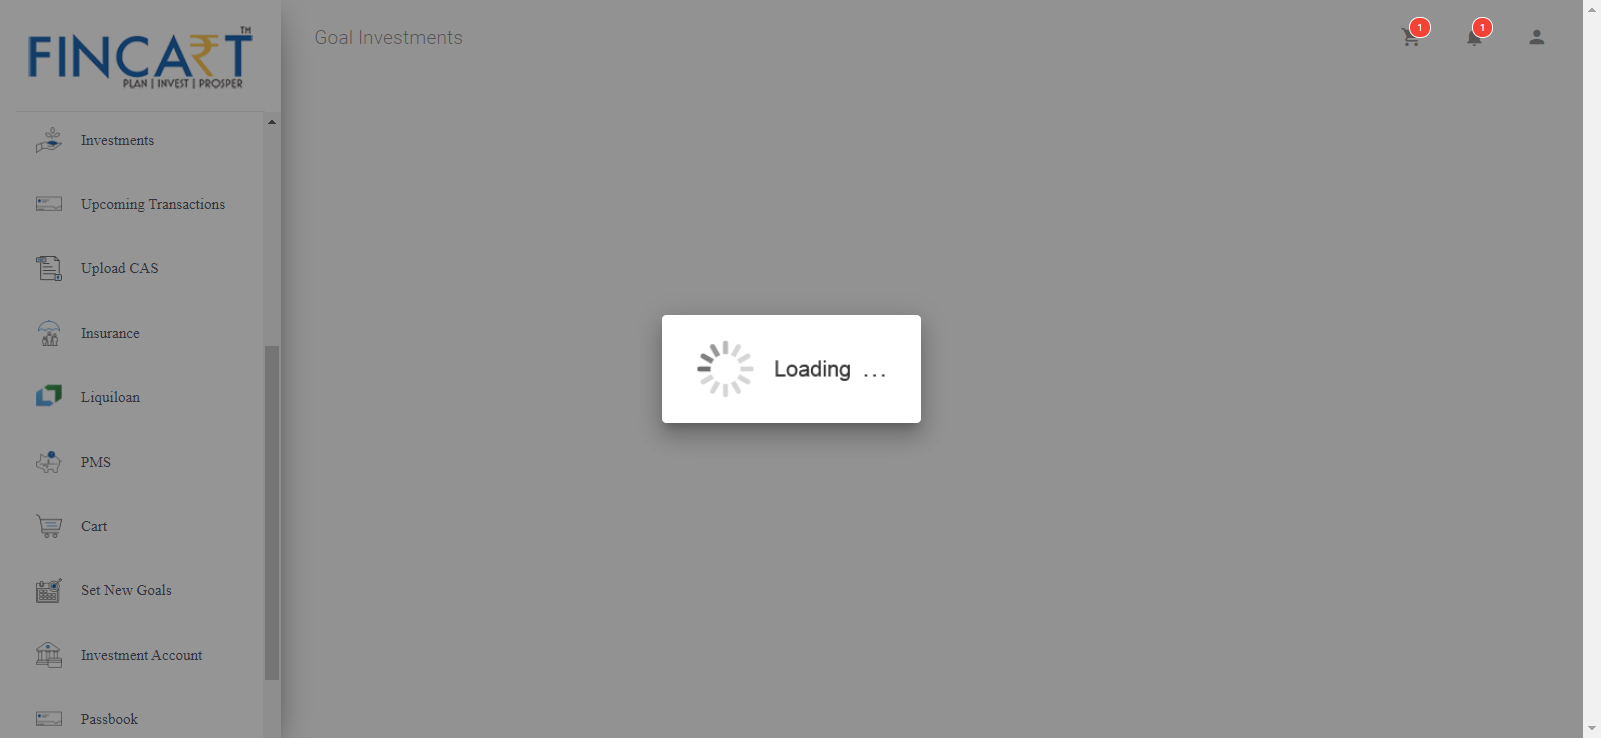 FINCART™
PLAN | INVEST | PROSPER
Goal Investments
1
1
Investments
Upcoming Transactions
Upload CAS
Insurance
Liquiloan
PMS
Cart
Set New Goals
Investment Account
Passbook
Loading ...